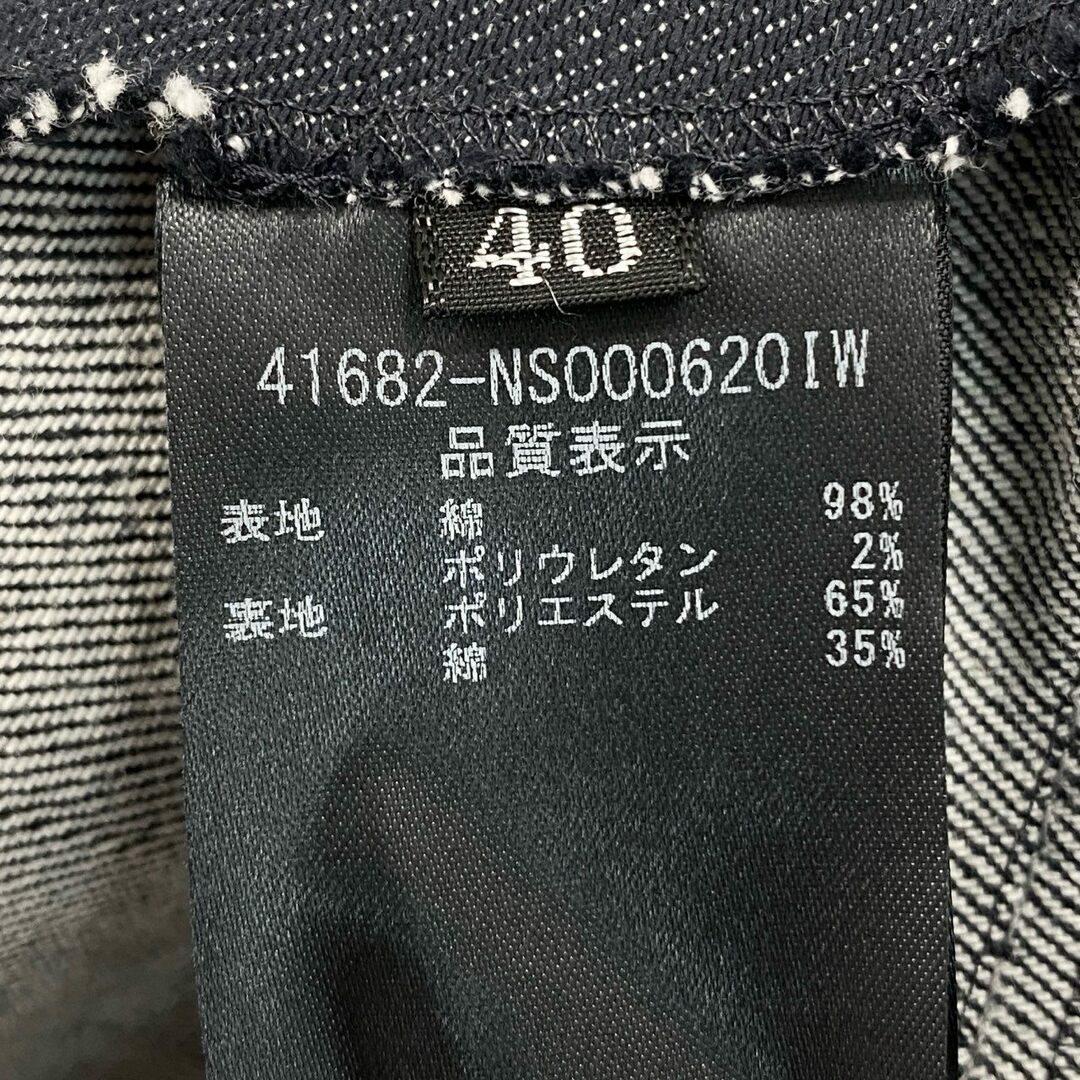 40
41682-NS000620IW
品質表示
表地 綿 98%
ポリウレタン 2%
裏地 ポリエステル 65%
綿 35%